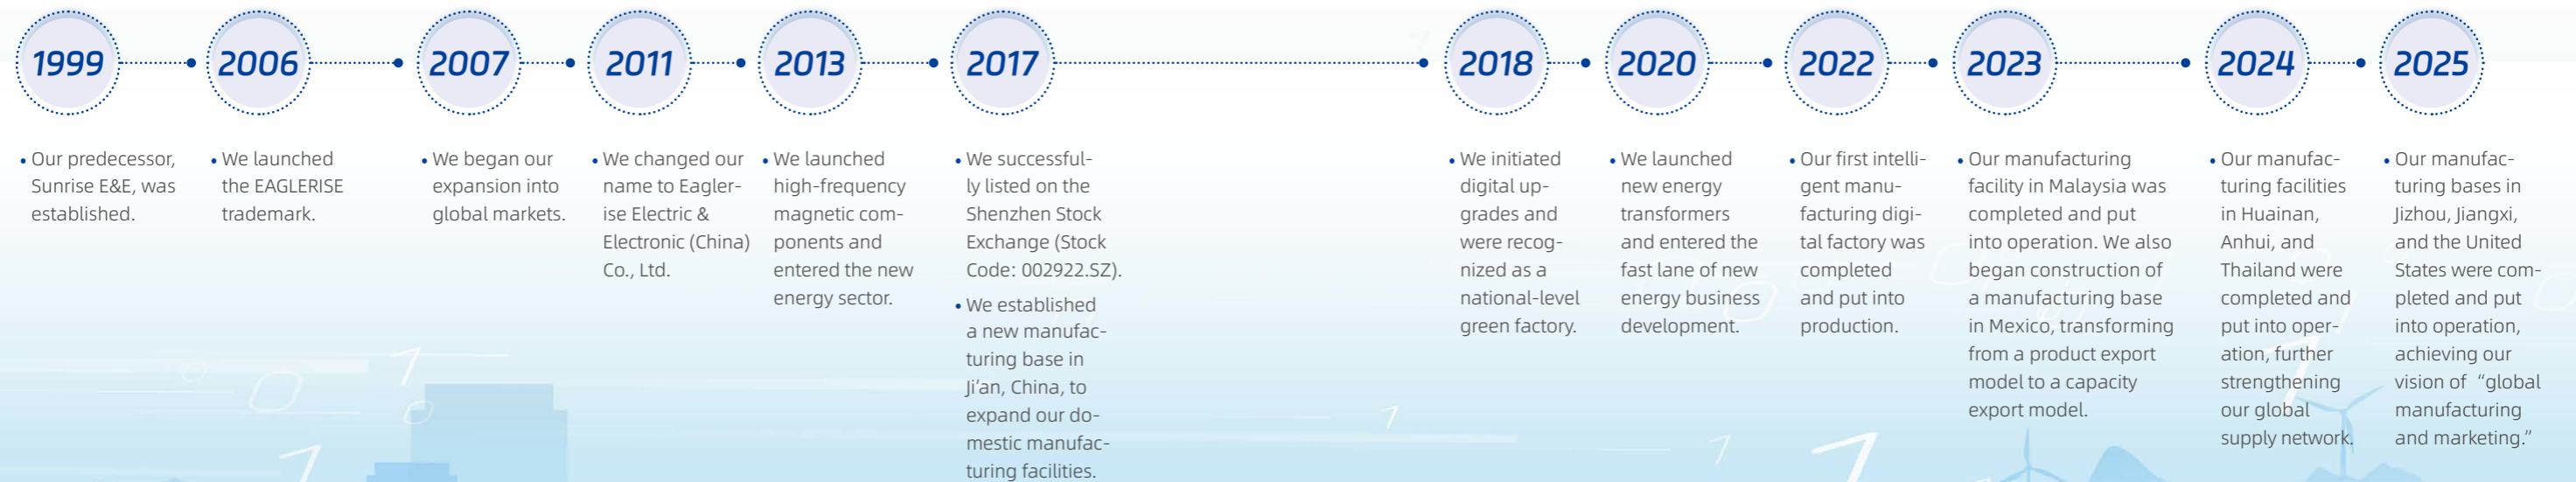 1999
Our predecessor,
Sunrise E&E, was
established.
2006
We launched
the EAGLERISE
trademark.
2007
We began our
expansion into
global markets.
2011
We changed our
name to Eagler-
ise Electric &
Electronic (China)
Co., Ltd.
2013
We launched
high-frequency
magnetic com-
ponents and
entered the new
energy sector.
2017
We successful-
ly listed on the
Shenzhen Stock
Exchange (Stock
Code: 002922.SZ).
We established
a new manufac-
turing base in
Ji’an, China, to
expand our do-
mestic manufac-
turing facilities.
2018
We initiated
digital up-
grades and
were recog-
nized as a
national-level
green factory.
2020
We launched
new energy
transformers
and entered the
fast lane of new
energy business
development.
2022
Our first intelli-
gent manu-
facturing digi-
tal factory was
completed
and put into
production.
2023
Our manufacturing
facility in Malaysia was
completed and put
into operation. We also
began construction of
a manufacturing base
in Mexico, transforming
from a product export
model to a capacity
export model.
2024
Our manufac-
turing facilities
in Huainan,
Anhui, and
Thailand were
completed and
put into oper-
ation, further
strengthening
our global
supply network.
2025
Our manufac-
turing bases in
Jizhou, Jiangxi,
and the United
States were com-
pleted and put
into operation,
achieving our
vision of “global
manufacturing
and marketing.”